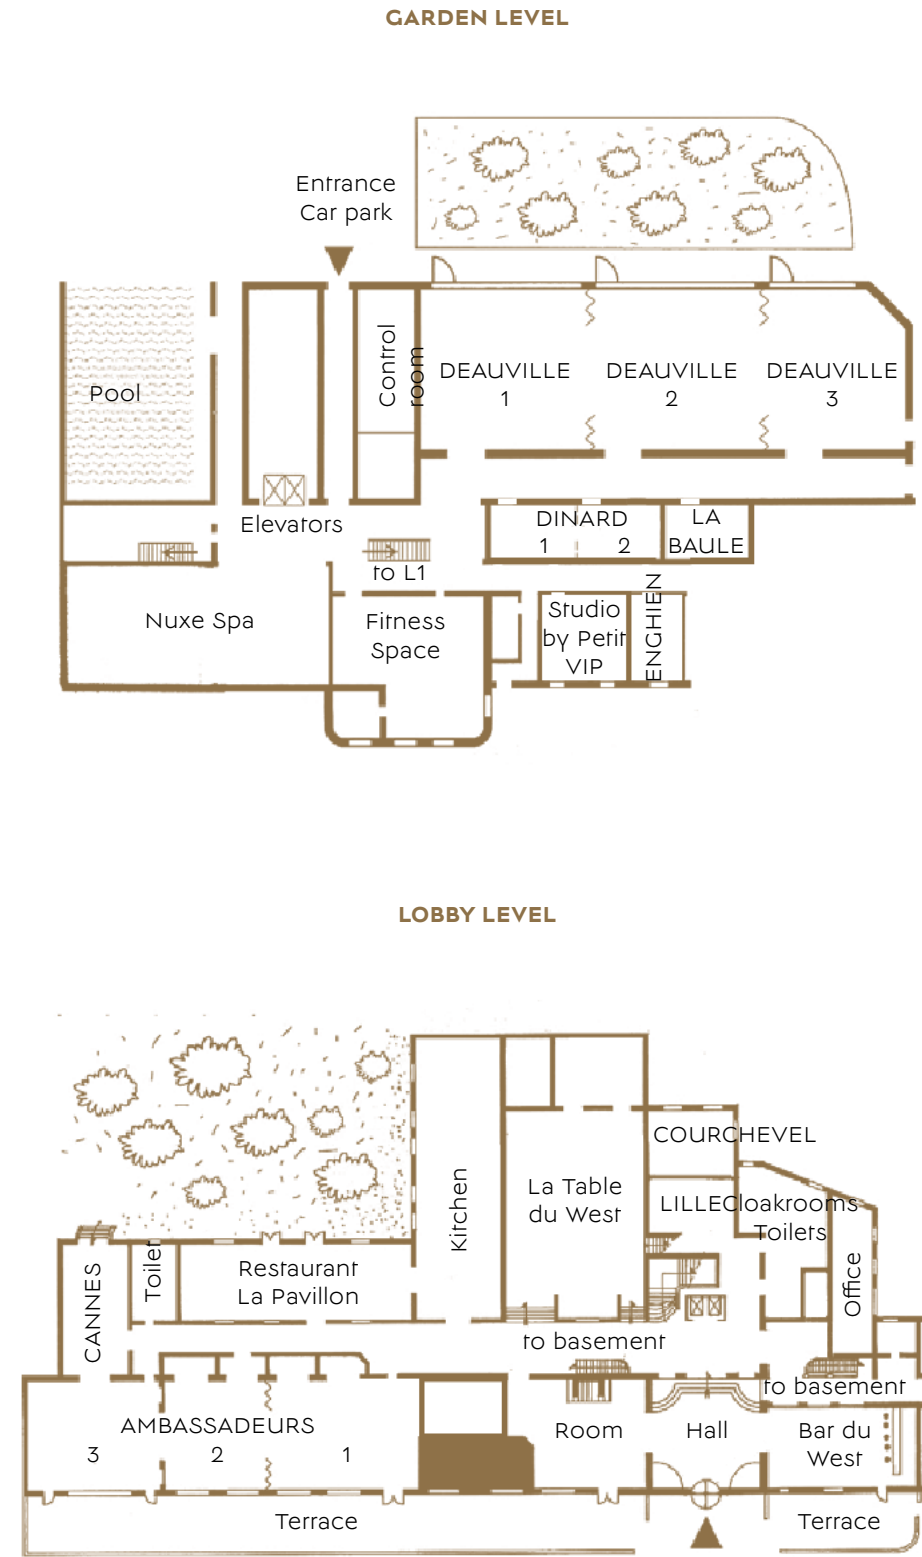 GARDEN LEVEL
Entrance
Car park
Control
room
DEAUVILLE
1
DEAUVILLE
2
DEAUVILLE
3
Pool
Elevators
DINARD
1
2
LA
BAULE
to L1
Nuxe Spa
Fitness
Space
Studio
by Petit
VIP
ENGHIEN
LOBBY LEVEL
COURCHEVEL
Kitchen
La Table
du West
LILLE
Cloakrooms
Toilets
CANNES
Toilet
Restaurant
La Pavillon
Office
to basement
to basement
AMBASSADEURS
3
2
1
Room
Hall
Bar du
West
Terrace
Terrace